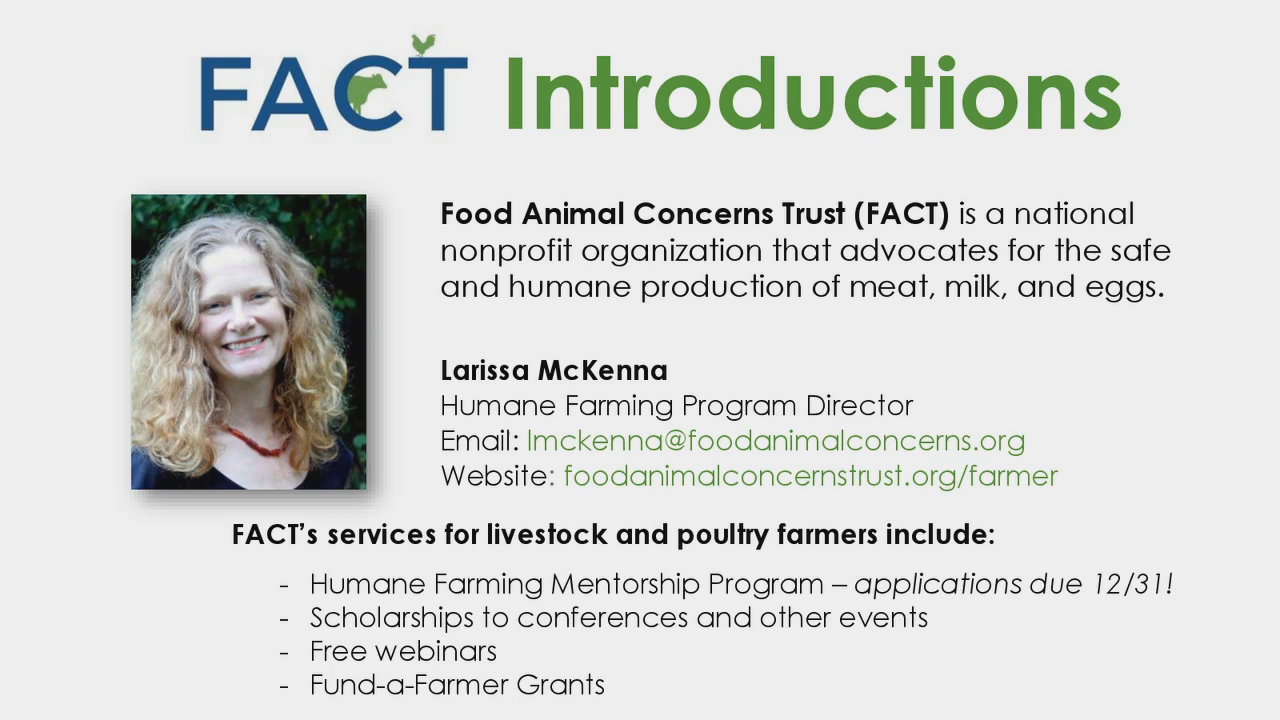 FACT Introductions
Food Animal Concerns Trust (FACT) is a national
nonprofit organization that advocates for the safe
and humane production of meat, milk, and eggs.
Larissa McKenna
Humane Farming Program Director
Email: lmckenna@foodanimalconcerns.org
Website: foodanimalconcernstrust.org/farmer
FACT's services for livestock and poultry farmers include:
- Humane Farming Mentorship Program – applications due 12/31!
- Scholarships to conferences and other events
- Free webinars
- Fund-a-Farmer Grants